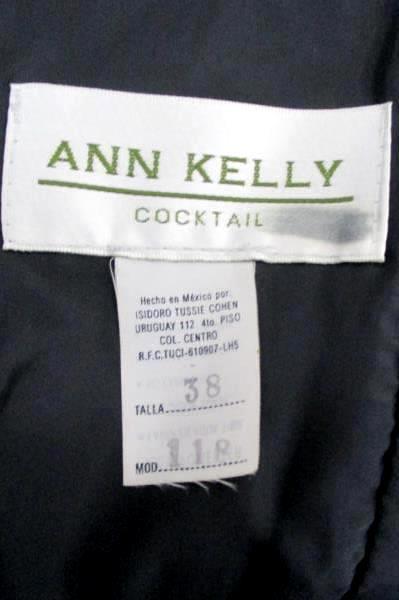 ANN KELLY
COCKTAIL
Hecho en México por:
ISIDORO TUSSIE COHEN
URUGUAY 112 4to. PISO
COL. CENTRO
R.F.C.TUCI-610907-LH5
TALLA 38
MOD. 118